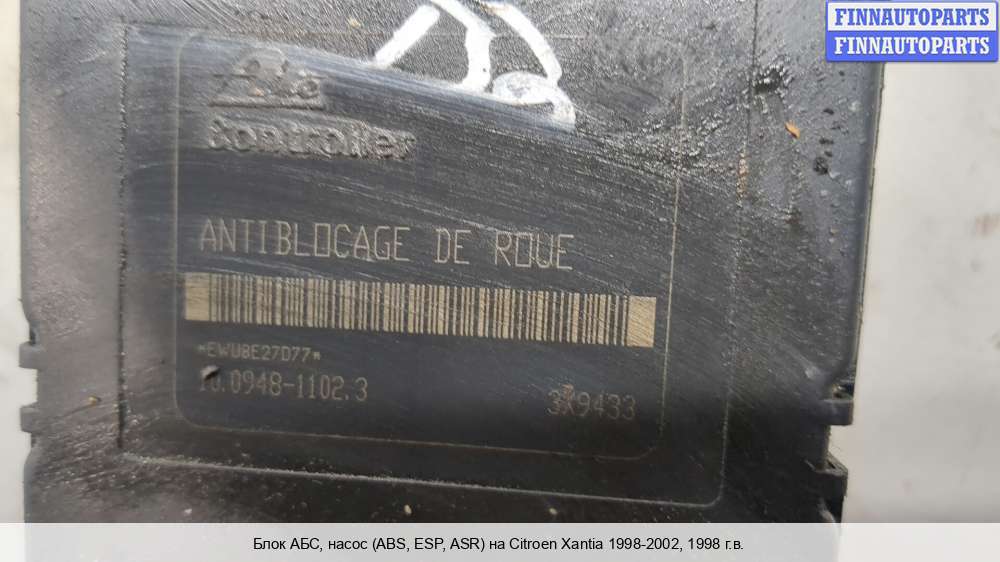 FINNAUTOPARTS
FINNAUTOPARTS
Ate
Controller
ANTIBLOCAGE DE ROUE
*EWU8E27D77*
10.0948-1102.3
Блок АБС, насос (ABS, ESP, ASR) на Citroen Xantia 1998-2002, 1998 г.в.